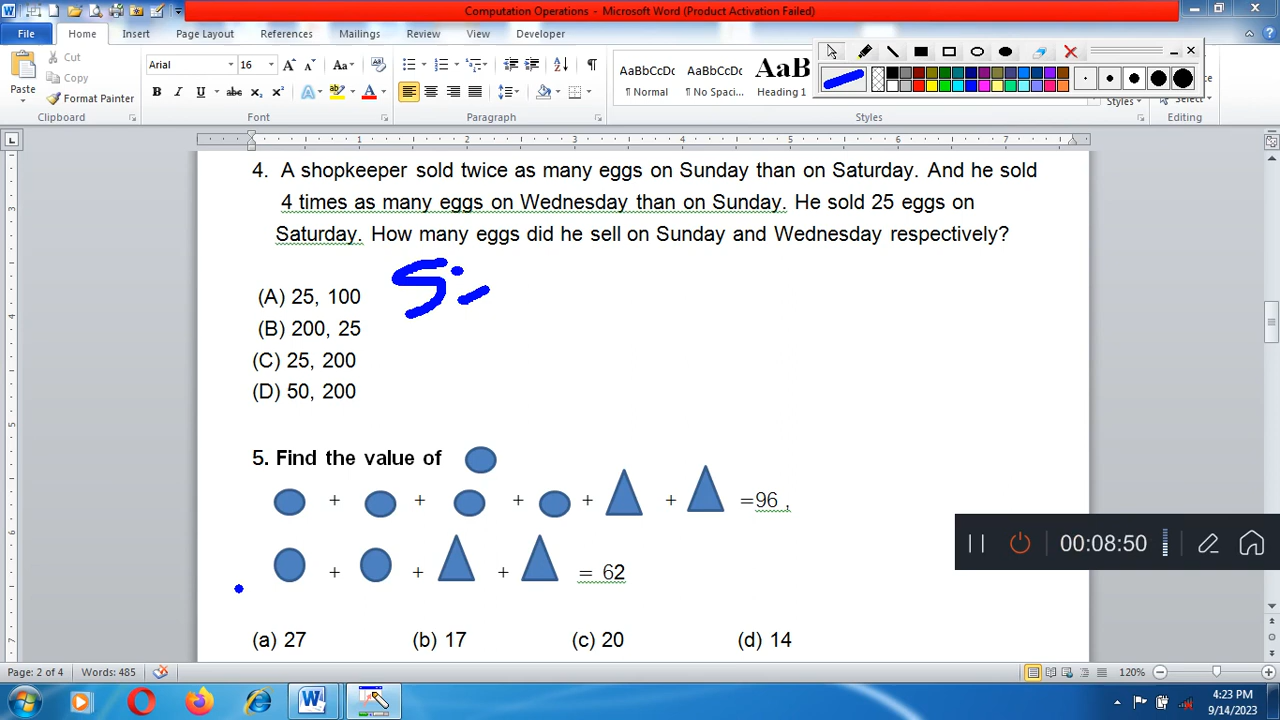 Computation Operations - Microsoft Word (Product Activation Failed)
File Home Insert Page Layout References Mailings Review View Developer
Paste
Cut
Copy
Format Painter
Clipboard
Arial 16
Font
Paragraph
AaBbCcDc AaBbCcDc AaB
¶ Normal ¶ No Spaci... Heading 1
Styles
Styles
Select
Editing
4. A shopkeeper sold twice as many eggs on Sunday than on Saturday. And he sold
4 times as many eggs on Wednesday than on Sunday. He sold 25 eggs on
Saturday. How many eggs did he sell on Sunday and Wednesday respectively?
(A) 25, 100
(B) 200, 25
(C) 25, 200
(D) 50, 200
5. Find the value of
+ + + + + =96 ,
+ + + = 62
(a) 27 (b) 17 (c) 20 (d) 14
00:08:50
Page: 2 of 4 Words: 485 120%
4:23 PM
9/14/2023